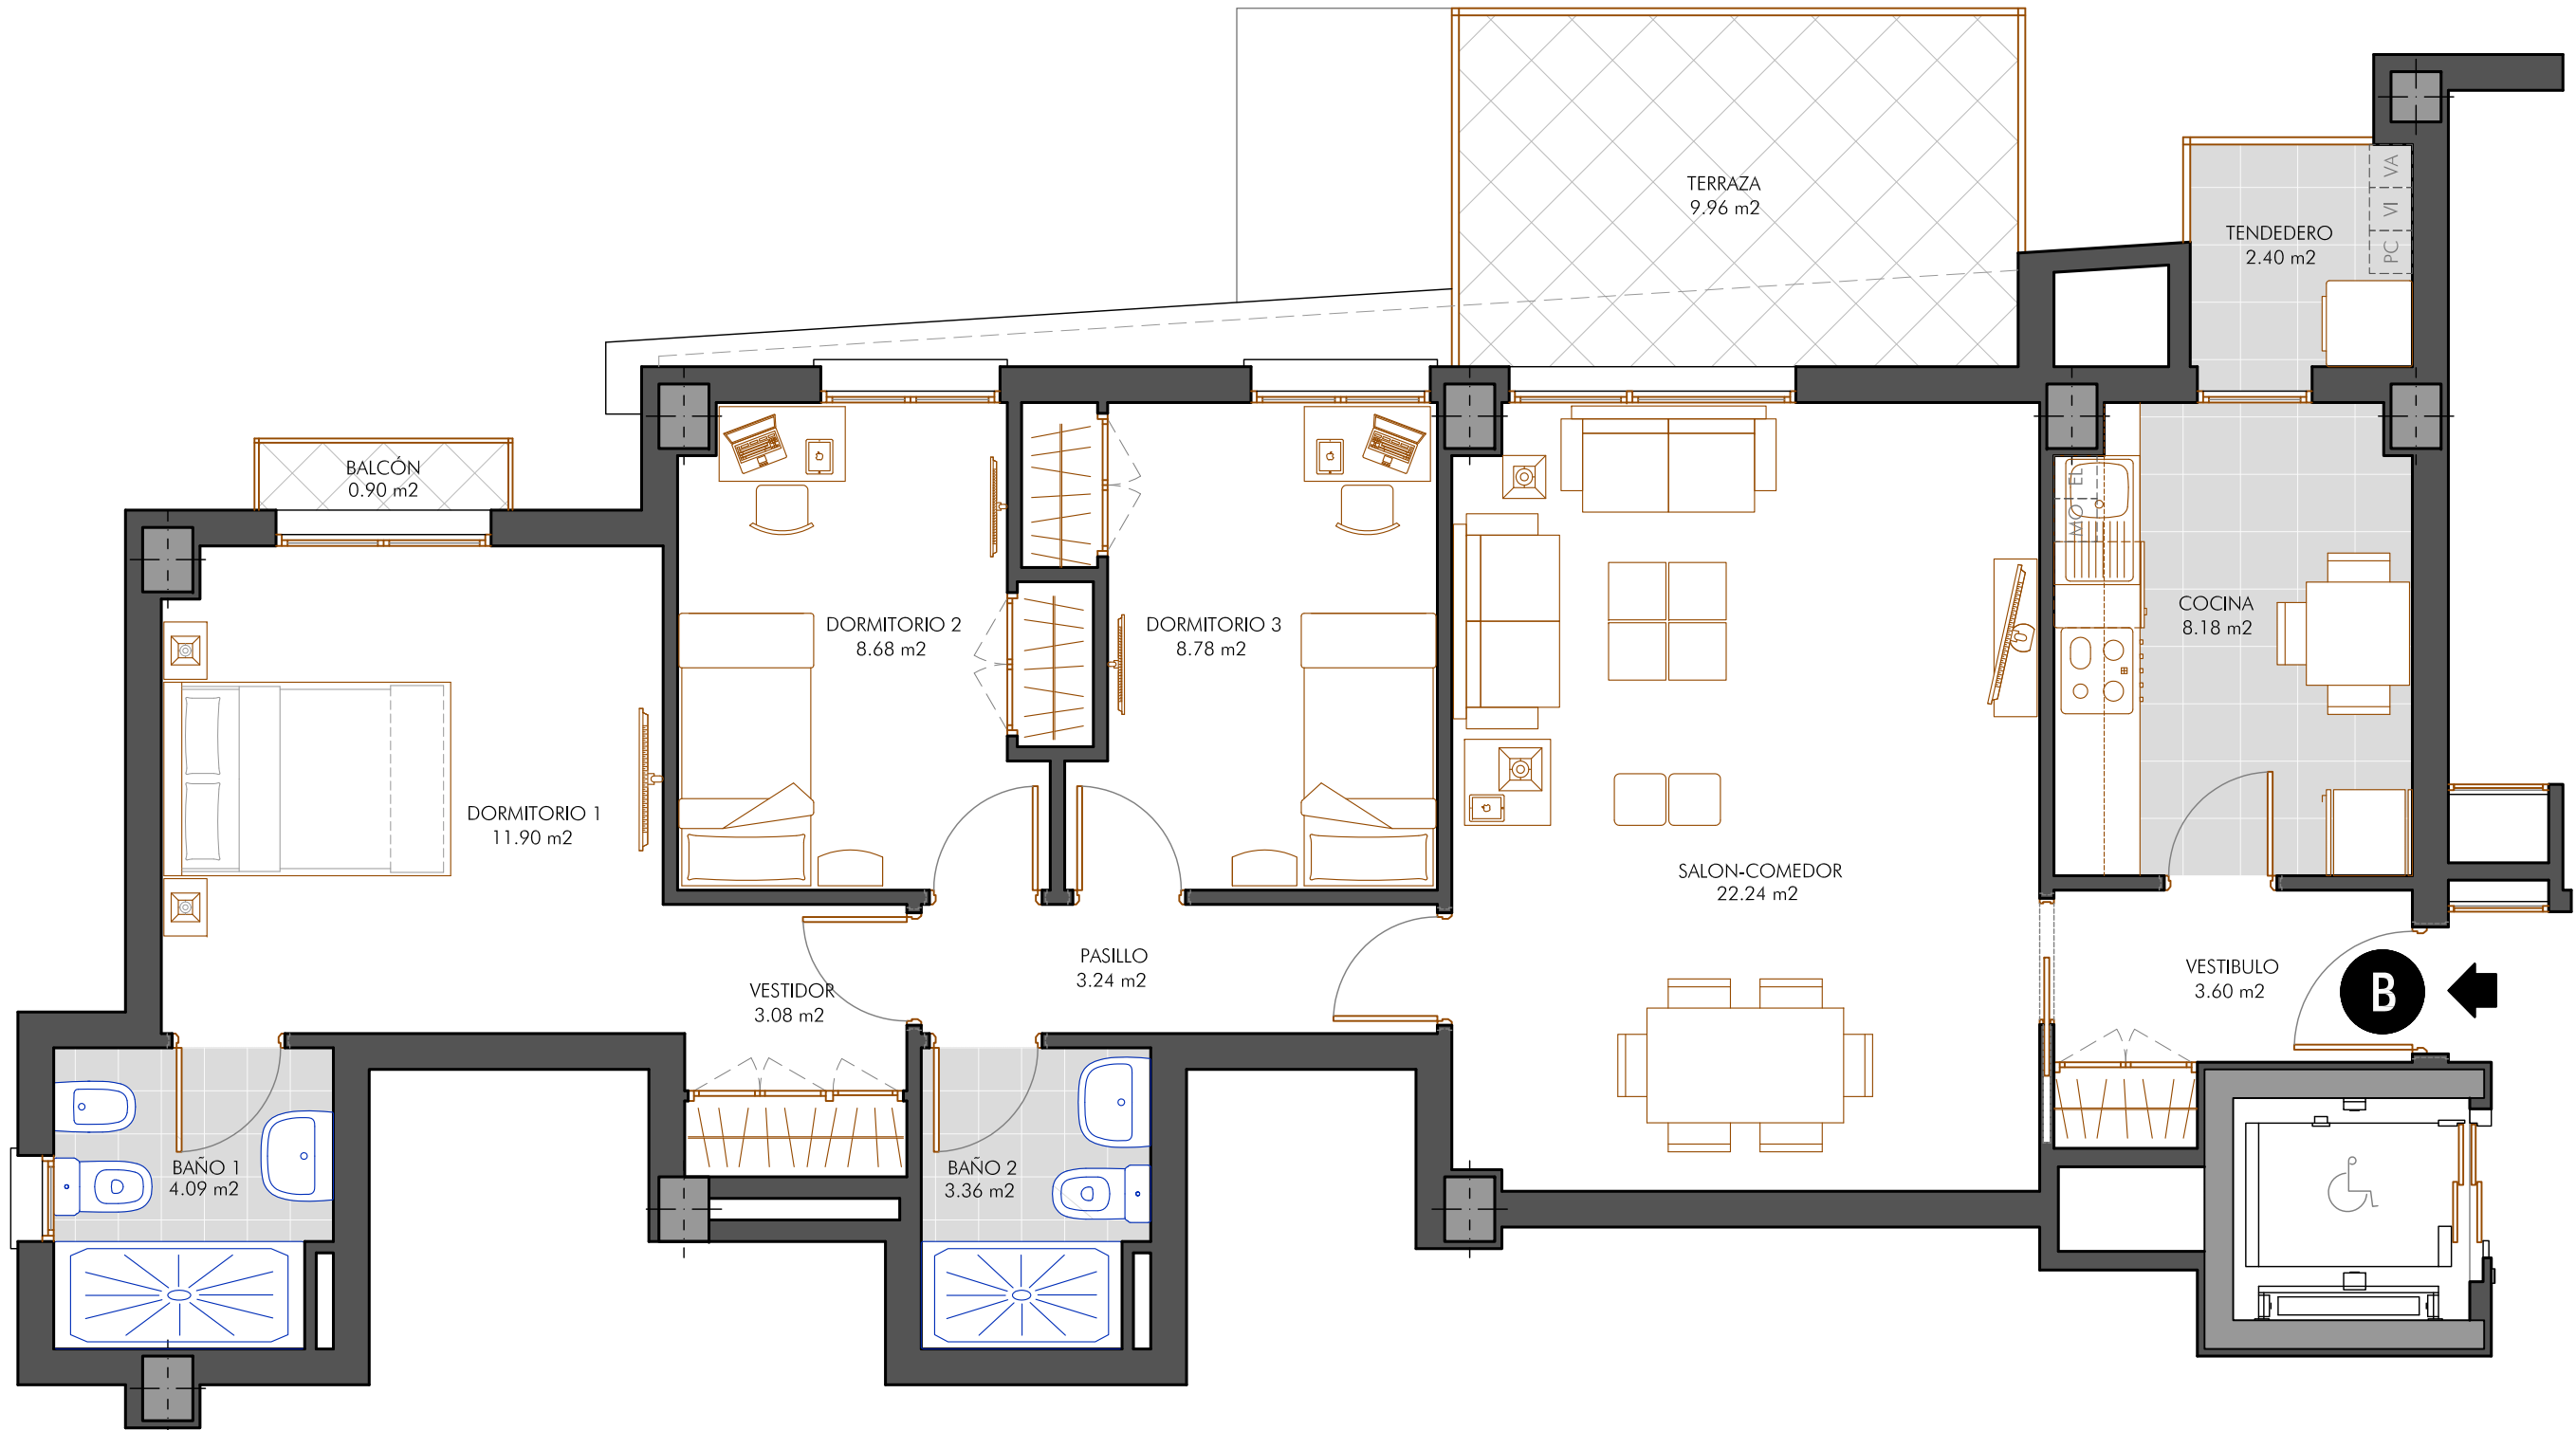 TERRAZA
9.96 m2
TENDEDERO
2.40 m2
VA
VI
PC
BALCÓN
0.90 m2
EL
MO
DORMITORIO 2
8.68 m2
DORMITORIO 3
8.78 m2
COCINA
8.18 m2
DORMITORIO 1
11.90 m2
SALON-COMEDOR
22.24 m2
PASILLO
3.24 m2
VESTIDOR
3.08 m2
VESTIBULO
3.60 m2
B
BAÑO 1
4.09 m2
BAÑO 2
3.36 m2